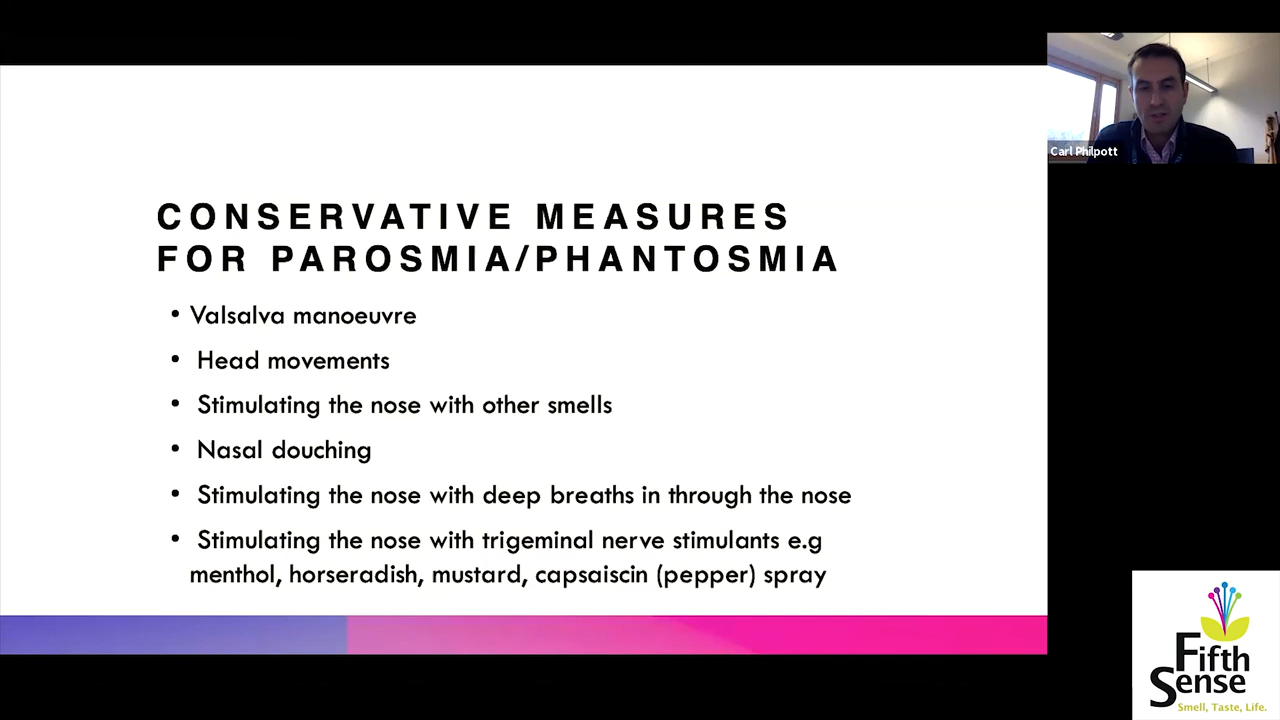 CONSERVATIVE MEASURES
FOR PAROSMIA/PHANTOSMIA
• Valsalva manoeuvre
• Head movements
• Stimulating the nose with other smells
• Nasal douching
• Stimulating the nose with deep breaths in through the nose
• Stimulating the nose with trigeminal nerve stimulants e.g
menthol, horseradish, mustard, capsaiscin (pepper) spray
Carl Philpott
Fifth
Sense
Smell, Taste, Life.